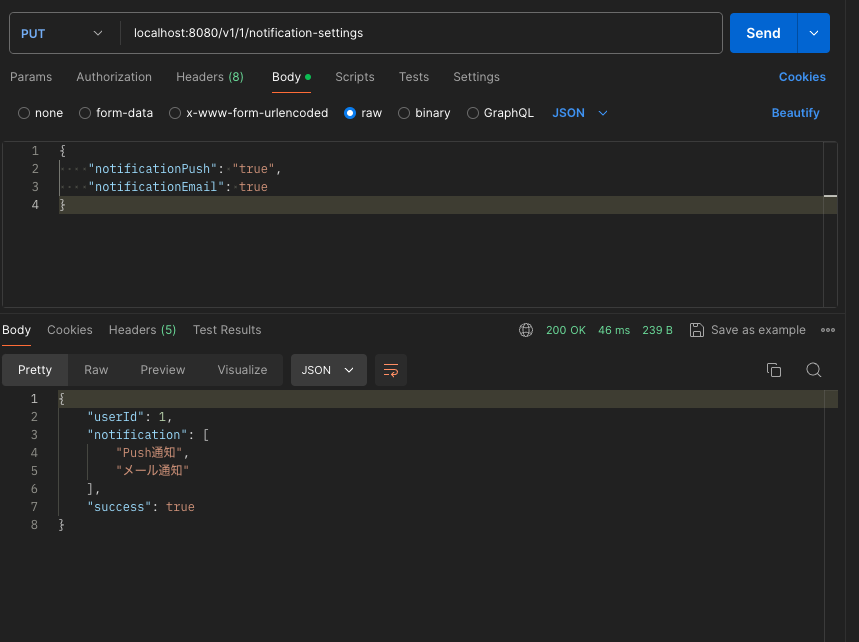 PUT localhost:8080/v1/1/notification-settings Send
Params Authorization Headers (8) Body Scripts Tests Settings Cookies
none form-data x-www-form-urlencoded raw binary GraphQL JSON Beautify
1 {
2 ····"notificationPush":·"true",
3 ····"notificationEmail":·true
4 }
Body Cookies Headers (5) Test Results 200 OK 46 ms 239 B Save as example
Pretty Raw Preview Visualize JSON
1 {
2 "userId": 1,
3 "notification": [
4 "Push通知",
5 "メール通知"
6 ],
7 "success": true
8 }